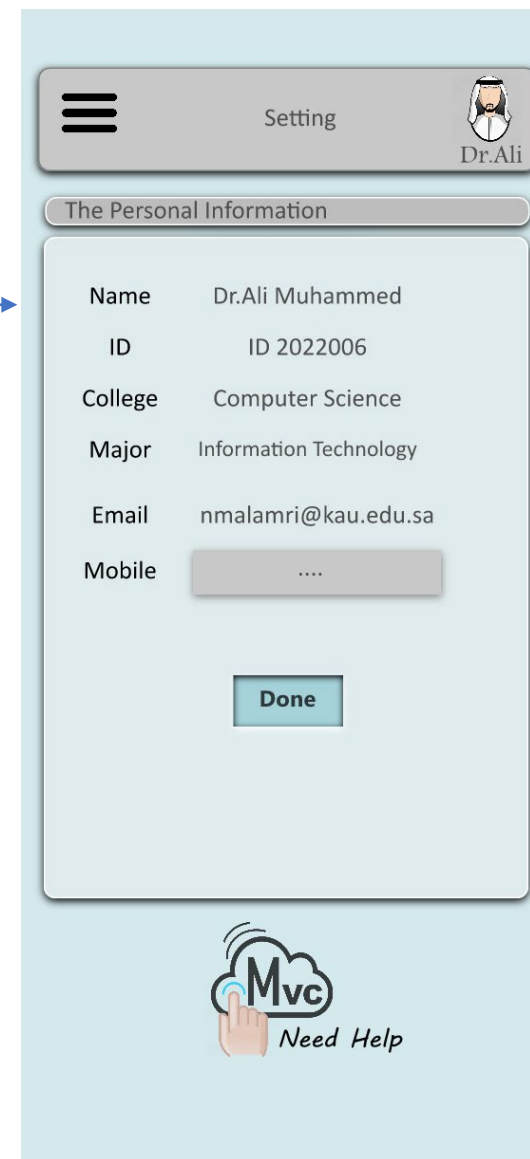 Setting
Dr.Ali
The Personal Information
Name Dr.Ali Muhammed
ID ID 2022006
College Computer Science
Major Information Technology
Email nmalamri@kau.edu.sa
Mobile ....
Done
Mvc
Need Help